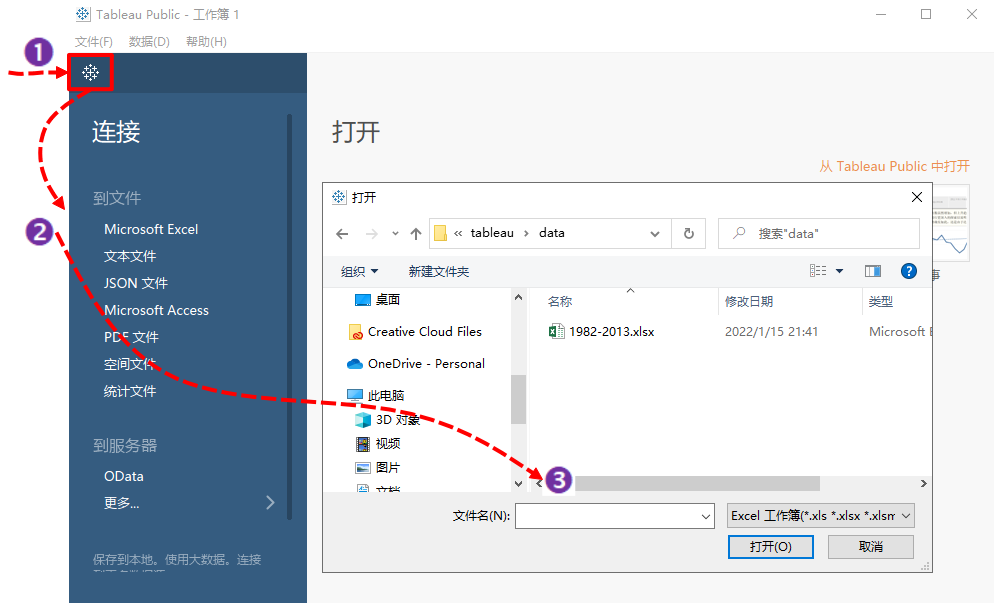 Tableau Public - 工作簿 1
文件(F) 数据(D) 帮助(H)
1
连接
打开
从 Tableau Public 中打开
到文件
2
Microsoft Excel
文本文件
JSON 文件
Microsoft Access
PDF 文件
空间文件
统计文件
到服务器
OData
更多...
保存到本地。使用大数据。连接
打开
« tableau › data
搜索"data"
组织 新建文件夹
?
桌面
Creative Cloud Files
OneDrive - Personal
此电脑
3D 对象
视频
图片
文档
名称 修改日期 类型
1982-2013.xlsx 2022/1/15 21:41 Microsoft E
3
文件名(N):
Excel 工作簿(*.xls *.xlsx *.xlsm
打开(O) 取消
事